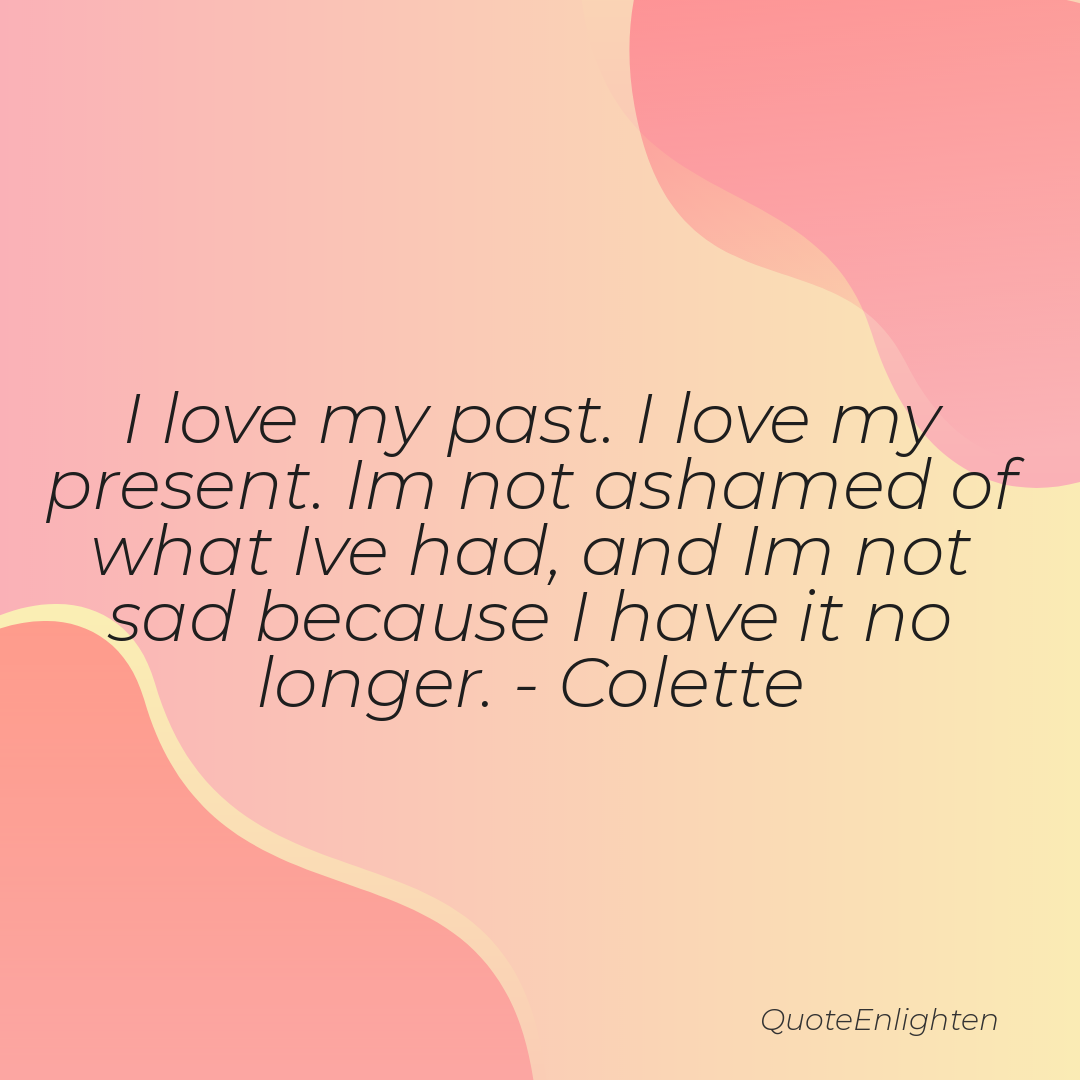 I love my past. I love my
present. Im not ashamed of
what Ive had, and Im not
sad because I have it no
longer. - Colette
QuoteEnlighten